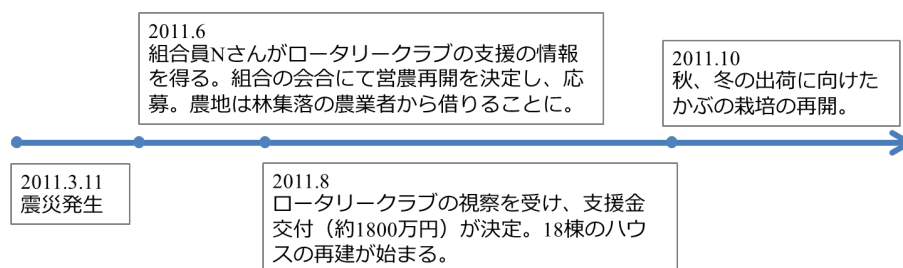 2011.6
組合員Nさんがロータリークラブの支援の情報
を得る。組合の会合にて営農再開を決定し、応
募。農地は林集落の農業者から借りることに。
2011.10
秋、冬の出荷に向けた
かぶの栽培の再開。
2011.3.11
震災発生
2011.8
ロータリークラブの視察を受け、支援金
交付（約1800万円）が決定。18棟のハウ
スの再建が始まる。